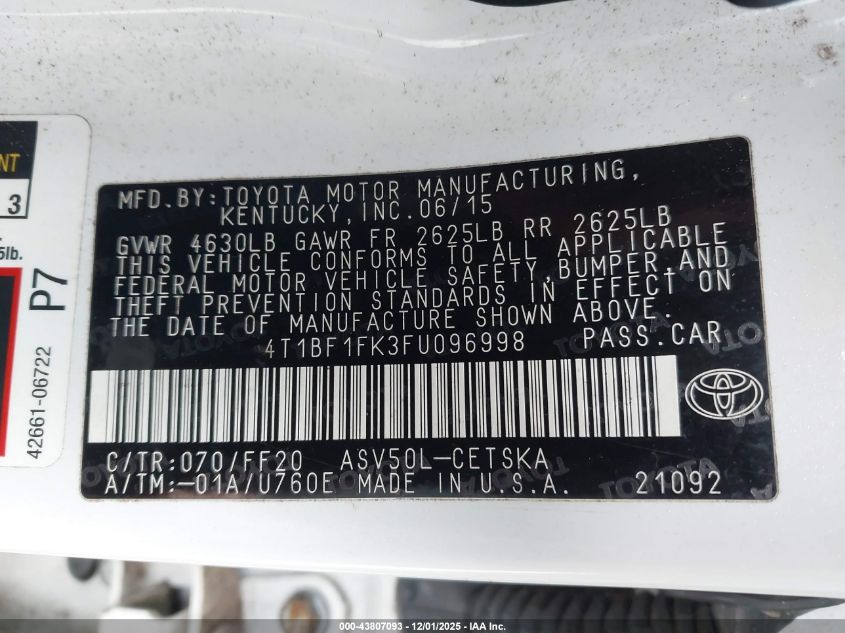 NT
3
5lb.
P7
42661-06722
MFD.BY:TOYOTA MOTOR MANUFACTURING,
KENTUCKY, INC. 06/15
GVWR 4630LB GAWR FR 2625LB RR 2625LB
THIS VEHICLE CONFORMS TO ALL APPLICABLE
FEDERAL MOTOR VEHICLE SAFETY,BUMPER,AND
THEFT PREVENTION STANDARDS IN EFFECT ON
THE DATE OF MANUFACTURE SHOWN ABOVE.
4T1BF1FK3FU096998 PASS.CAR
C/TR:070/FF20 ASV50L-CETSKA
A/TM:-01A/U760E MADE IN U.S.A. 21092
000-43807093 - 12/01/2025 - IAA Inc.